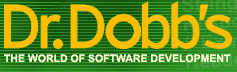 Dr. Dobb's
THE WORLD OF SOFTWARE DEVELOPMENT